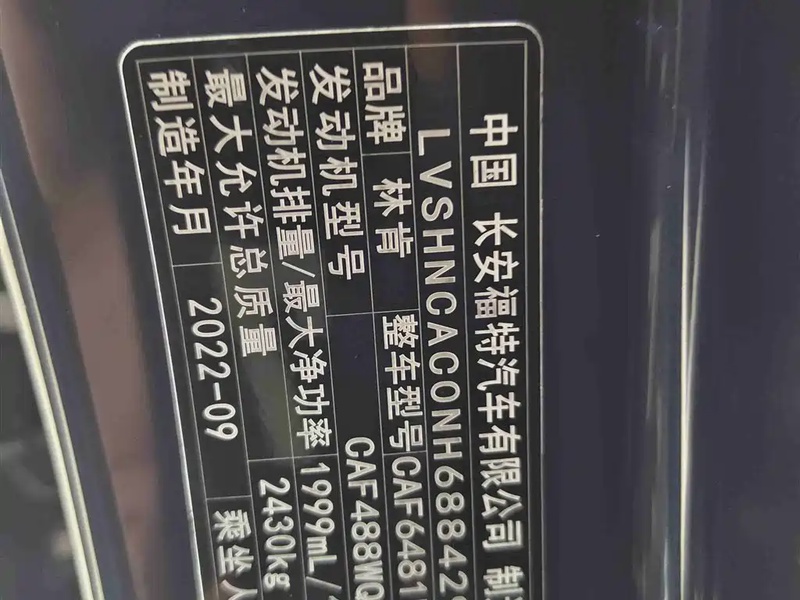 中国 长安福特汽车有限公司 制
LVSHNCAC0NH68842
品牌 林肯 整车型号 CAF6481
发动机型号 CAF488WQ
发动机排量/最大净功率 1999mL/
最大允许总质量 2430kg
制造年月 2022-09 乘坐人